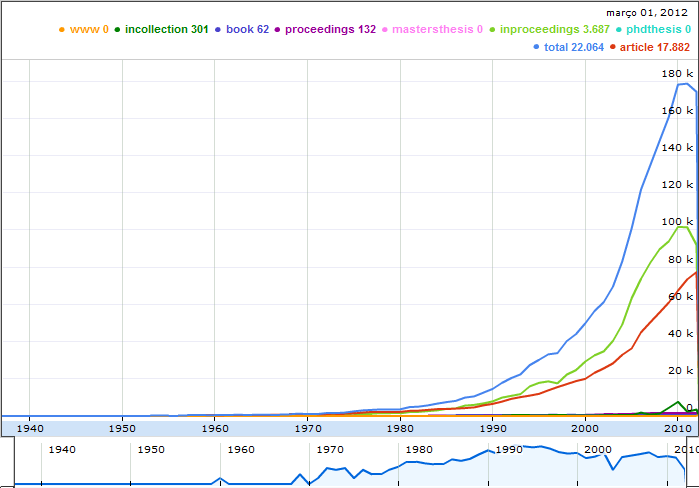 março 01, 2012
www 0 incollection 301 book 62 proceedings 132 mastersthesis 0 inproceedings 3.687 phdthesis 0
total 22.064 article 17.882
180 k
160 k
140 k
120 k
100 k
80 k
60 k
40 k
20 k
0
1940 1950 1960 1970 1980 1990 2000 2010
1940 1950 1960 1970 1980 1990 2000 2010